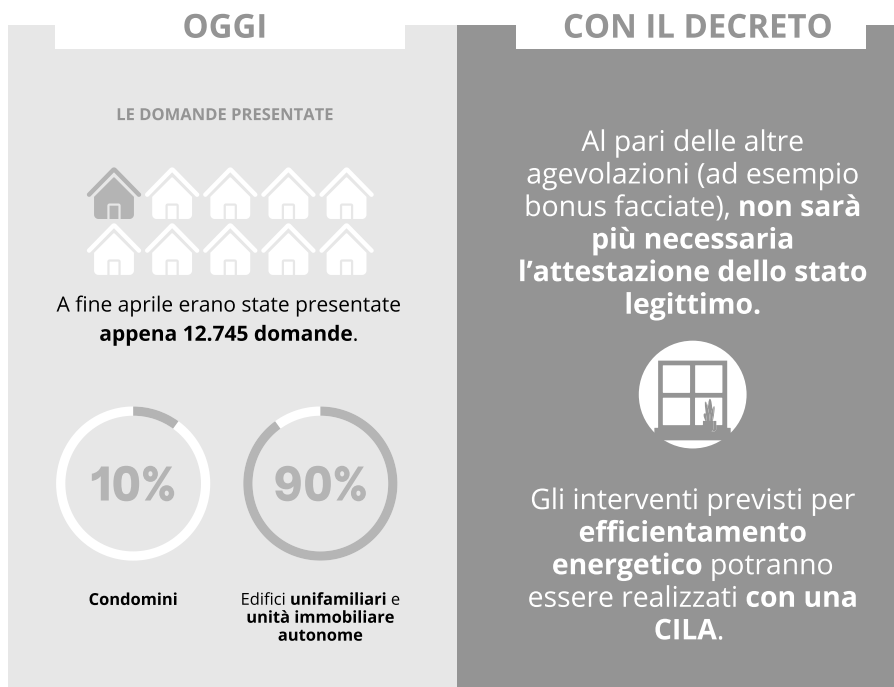 OGGI
LE DOMANDE PRESENTATE
A fine aprile erano state presentate
appena 12.745 domande.
10%
90%
Condomini
Edifici unifamiliari e
unità immobiliare
autonome
CON IL DECRETO
Al pari delle altre
agevolazioni (ad esempio
bonus facciate), non sarà
più necessaria
l’attestazione dello stato
legittimo.
Gli interventi previsti per
efficientamento
energetico potranno
essere realizzati con una
CILA.